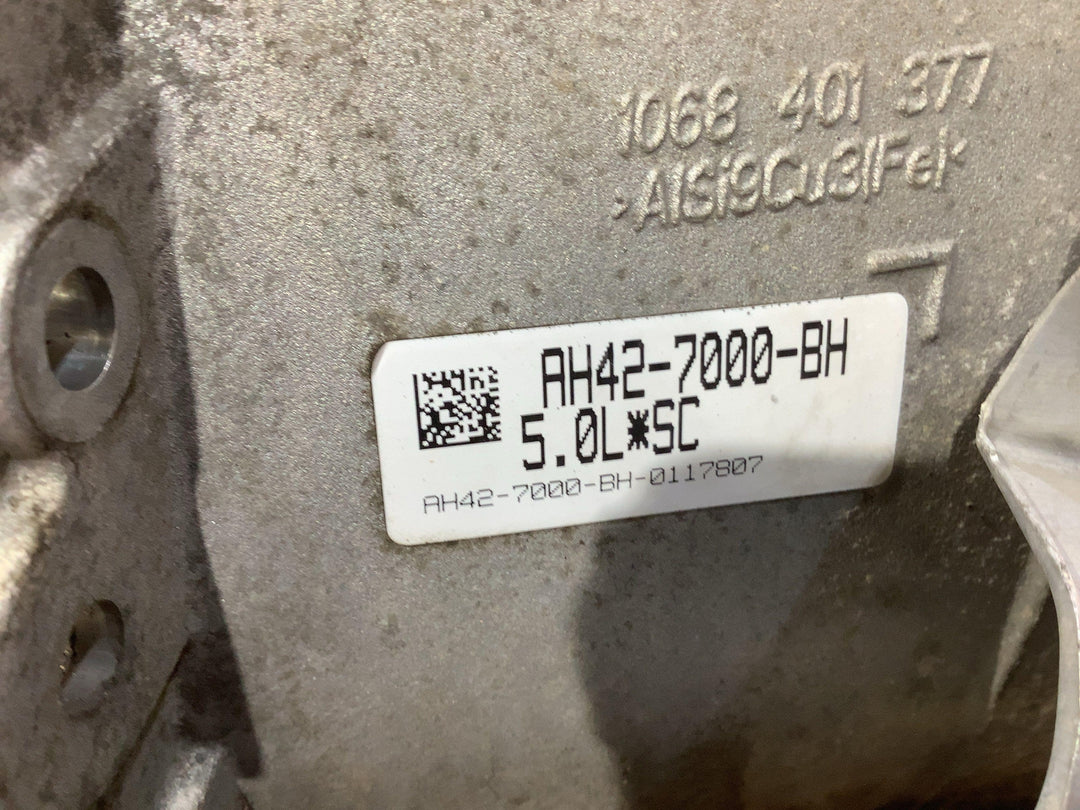 1068 401 377
>AlSi9Cu3(Fe)<
AH42-7000-BH
5.0L*SC
AH42-7000-BH-0117807